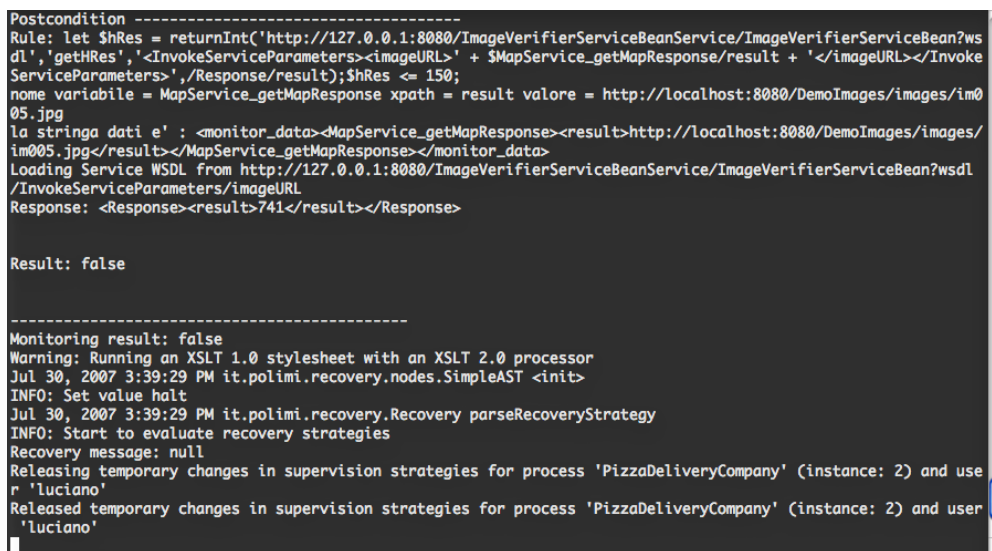 Postcondition -------------------------------------
Rule: let $hRes = returnInt('http://127.0.0.1:8080/ImageVerifierServiceBeanService/ImageVerifierServiceBean?ws
dl','getHRes','<InvokeServiceParameters><imageURL>' + $MapService_getMapResponse/result + '</imageURL></Invoke
ServiceParameters>',/Response/result);$hRes <= 150;
nome variabile = MapService_getMapResponse xpath = result valore = http://localhost:8080/DemoImages/images/im0
05.jpg
la stringa dati e' : <monitor_data><MapService_getMapResponse><result>http://localhost:8080/DemoImages/images/
im005.jpg</result></MapService_getMapResponse></monitor_data>
Loading Service WSDL from http://127.0.0.1:8080/ImageVerifierServiceBeanService/ImageVerifierServiceBean?wsdl
/InvokeServiceParameters/imageURL
Response: <Response><result>741</result></Response>
Result: false
---------------------------------------------
Monitoring result: false
Warning: Running an XSLT 1.0 stylesheet with an XSLT 2.0 processor
Jul 30, 2007 3:39:29 PM it.polimi.recovery.nodes.SimpleAST <init>
INFO: Set value halt
Jul 30, 2007 3:39:29 PM it.polimi.recovery.Recovery parseRecoveryStrategy
INFO: Start to evaluate recovery strategies
Recovery message: null
Releasing temporary changes in supervision strategies for process 'PizzaDeliveryCompany' (instance: 2) and use
r 'luciano'
Released temporary changes in supervision strategies for process 'PizzaDeliveryCompany' (instance: 2) and user
 'luciano'